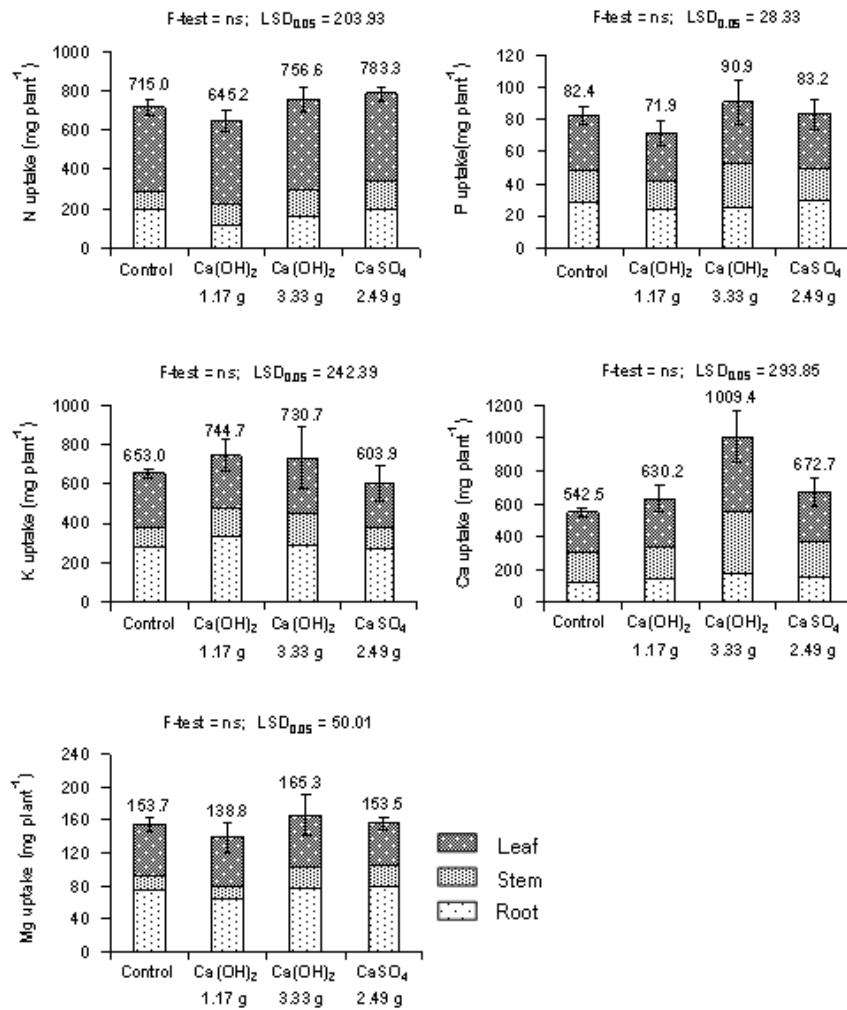 F-test = ns; LSD0.05 = 203.93
N uptake (mg plant-1)
1000
800
600
400
200
0
715.0
645.2
756.6
783.3
Control
Ca(OH)2
Ca(OH)2
CaSO4
1.17 g
3.33 g
2.49 g
F-test = ns; LSD0.05 = 28.33
P uptake(mg plant-1)
120
100
80
60
40
20
0
82.4
71.9
90.9
83.2
Control
Ca(OH)2
Ca(OH)2
CaSO4
1.17 g
3.33 g
2.49 g
F-test = ns; LSD0.05 = 242.39
K uptake (mg plant-1)
1000
800
600
400
200
0
653.0
744.7
730.7
603.9
Control
Ca(OH)2
Ca(OH)2
CaSO4
1.17 g
3.33 g
2.49 g
F-test = ns; LSD0.05 = 293.85
Ca uptake (mg plant-1)
1200
1000
800
600
400
200
0
542.5
630.2
1009.4
672.7
Control
Ca(OH)2
Ca(OH)2
CaSO4
1.17 g
3.33 g
2.49 g
F-test = ns; LSD0.05 = 50.01
Mg uptake (mg plant-1)
240
200
160
120
80
40
0
153.7
138.8
165.3
153.5
Control
Ca(OH)2
Ca(OH)2
CaSO4
1.17 g
3.33 g
2.49 g
Leaf
Stem
Root